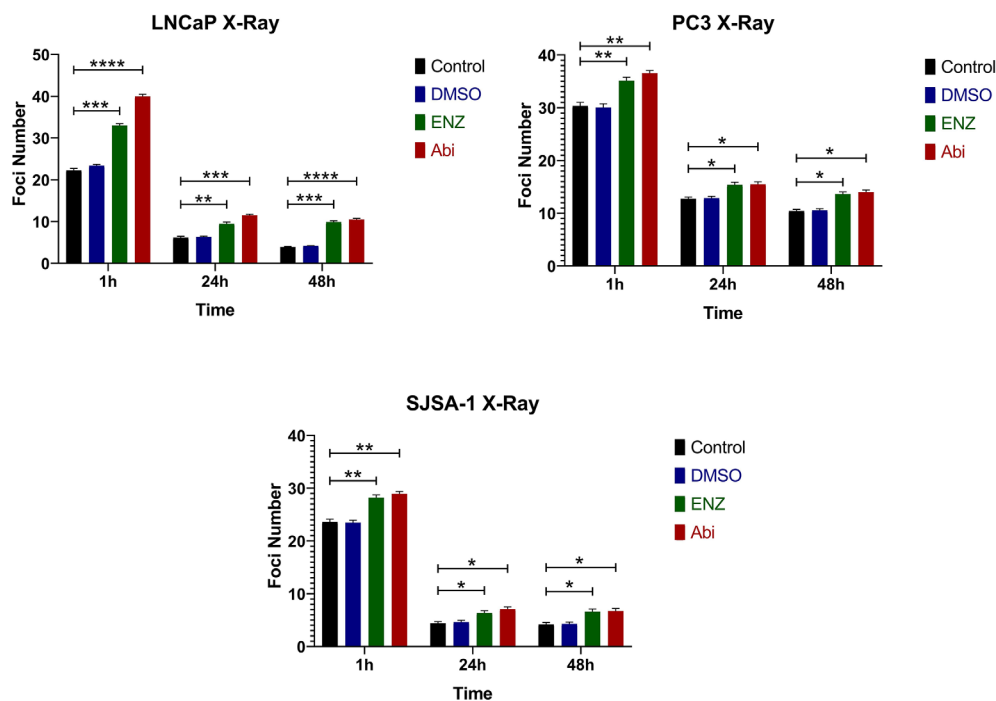 LNCaP X-Ray
Foci Number
50
40
30
20
10
0
****
***
***
**
****
***
1h
24h
48h
Time
Control
DMSO
ENZ
Abi
PC3 X-Ray
Foci Number
40
30
20
10
0
**
**
*
*
*
*
1h
24h
48h
Time
Control
DMSO
ENZ
Abi
SJSA-1 X-Ray
Foci Number
40
30
20
10
0
**
**
*
*
*
*
1h
24h
48h
Time
Control
DMSO
ENZ
Abi